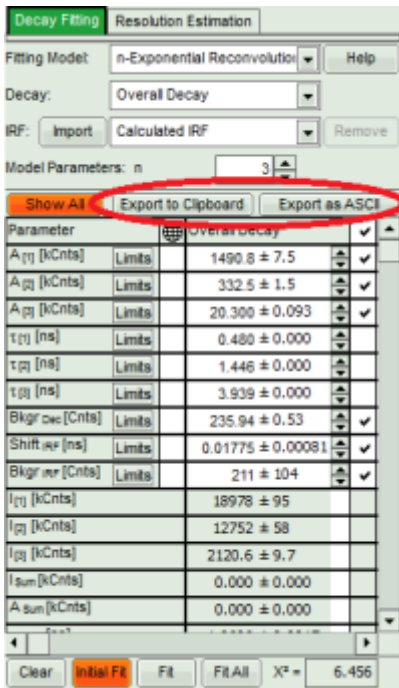 Decay Fitting Resolution Estimation
Fitting Model: n-Exponential Reconvolution Help
Decay: Overall Decay
IRF: Import Calculated IRF Remove
Model Parameters: n 3
Show All Export to Clipboard Export as ASCII
Parameter Overall Decay
A [1] [kCnts] Limits 1490.8 ± 7.5
A [2] [kCnts] Limits 332.5 ± 1.5
A [3] [kCnts] Limits 20.300 ± 0.093
τ [1] [ns] Limits 0.480 ± 0.000
τ [2] [ns] Limits 1.446 ± 0.000
τ [3] [ns] Limits 3.939 ± 0.000
Bkgr Dec [Cnts] Limits 235.94 ± 0.53
Shift IRF [ns] Limits 0.01775 ± 0.00081
Bkgr IRF [Cnts] Limits 211 ± 104
I [1] [kCnts] 18978 ± 95
I [2] [kCnts] 12752 ± 58
I [3] [kCnts] 2120.6 ± 9.7
I Sum [kCnts] 0.000 ± 0.000
A Sum [kCnts] 0.000 ± 0.000
Clear Initial Fit Fit Fit All X² = 6.456